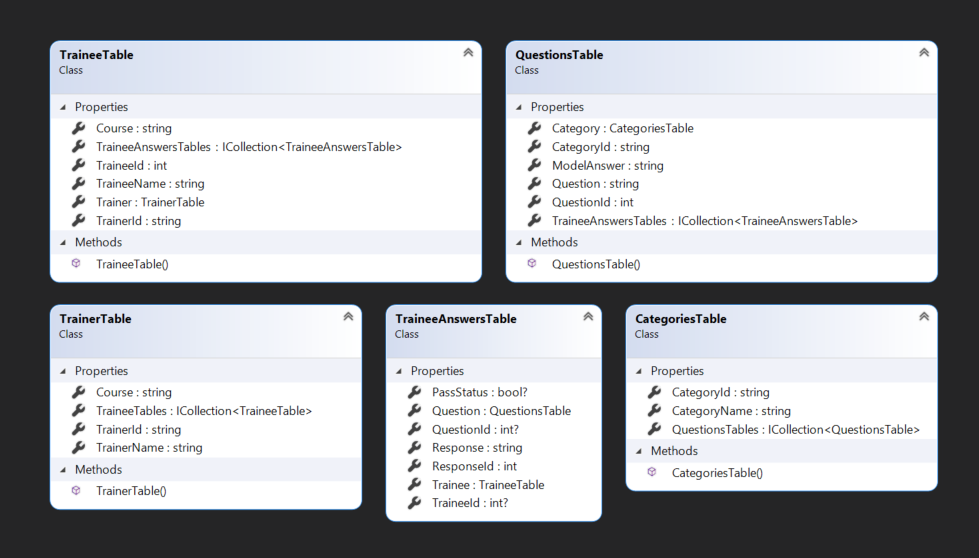 TraineeTable
Class
Properties
Course : string
TraineeAnswersTables : ICollection<TraineeAnswersTable>
TraineeId : int
TraineeName : string
Trainer : TrainerTable
TrainerId : string
Methods
TraineeTable()
QuestionsTable
Class
Properties
Category : CategoriesTable
CategoryId : string
ModelAnswer : string
Question : string
QuestionId : int
TraineeAnswersTables : ICollection<TraineeAnswersTable>
Methods
QuestionsTable()
TrainerTable
Class
Properties
Course : string
TraineeTables : ICollection<TraineeTable>
TrainerId : string
TrainerName : string
Methods
TrainerTable()
TraineeAnswersTable
Class
Properties
PassStatus : bool?
Question : QuestionsTable
QuestionId : int?
Response : string
ResponseId : int
Trainee : TraineeTable
TraineeId : int?
CategoriesTable
Class
Properties
CategoryId : string
CategoryName : string
QuestionsTables : ICollection<QuestionsTable>
Methods
CategoriesTable()